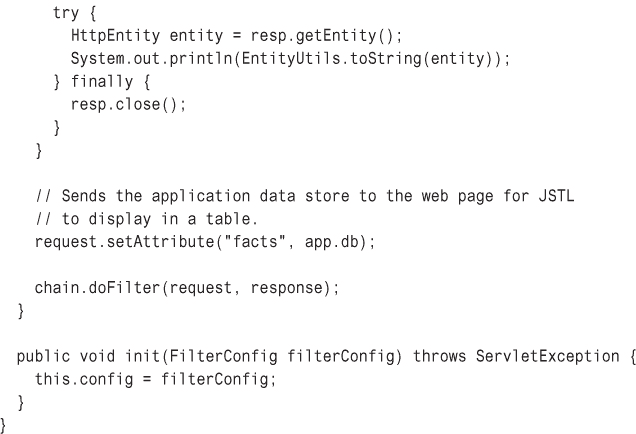 try {
HttpEntity entity = resp.getEntity();
System.out.println(EntityUtils.toString(entity));
} finally {
resp.close();
}
}
// Sends the application data store to the web page for JSTL
// to display in a table.
request.setAttribute("facts", app.db);
chain.doFilter(request, response);
}
public void init(FilterConfig filterConfig) throws ServletException {
this.config = filterConfig;
}
}